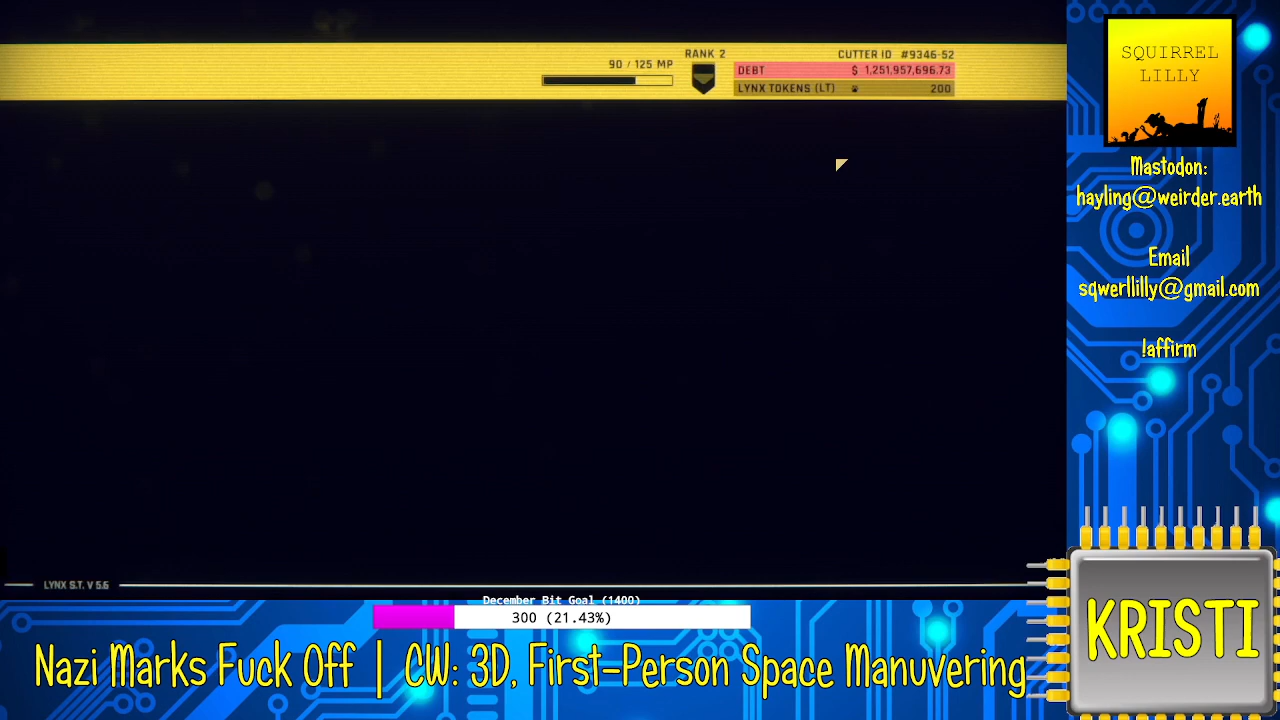 90 / 125 MP
RANK 2
CUTTER ID #9346-52
DEBT $ 1,251,957,696.73
LYNX TOKENS (LT) 200
LYNX S.T. V 5.6
SQUIRREL
LILLY
Mastodon:
hayling@weirder.earth
Email
sqwerllilly@gmail.com
!affirm
December Bit Goal (1400)
300 (21.43%)
Nazi Marks Fuck Off | CW: 3D, First-Person Space Manuvering
KRISTI